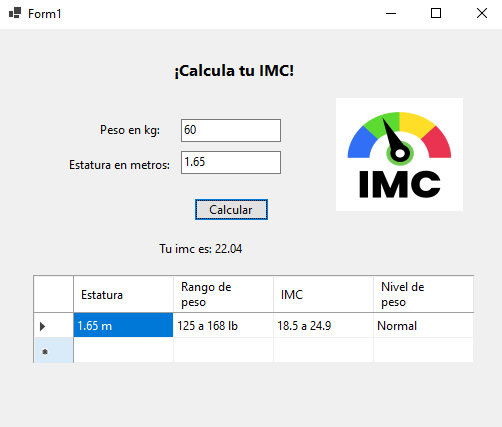 Form1
¡Calcula tu IMC!
Peso en kg: 60
Estatura en metros: 1.65
IMC
Calcular
Tu imc es: 22.04
Estatura Rango de peso IMC Nivel de peso
1.65 m 125 a 168 lb 18.5 a 24.9 Normal